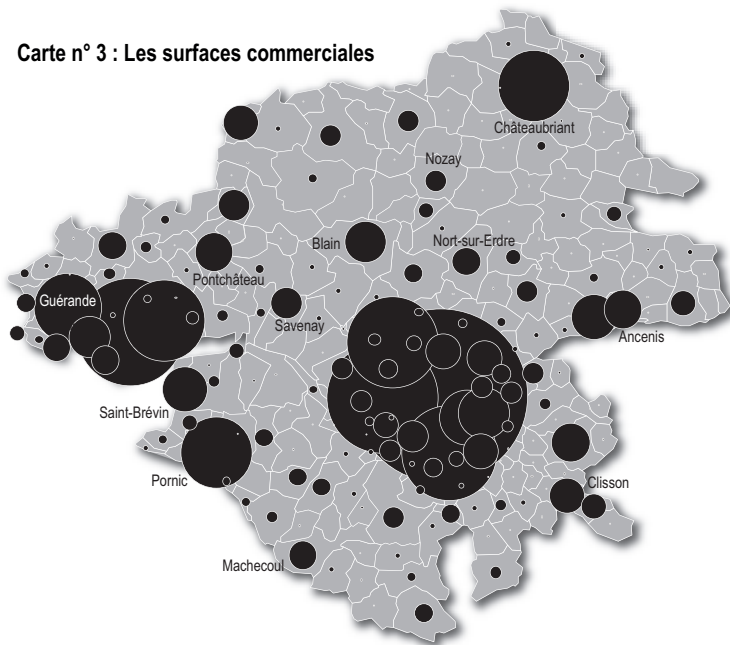 Carte n° 3 : Les surfaces commerciales
Châteaubriant
Nozay
Blain
Nort-sur-Erdre
Pontchâteau
Guérande
Savenay
Ancenis
Saint-Brévin
Pornic
Clisson
Machecoul